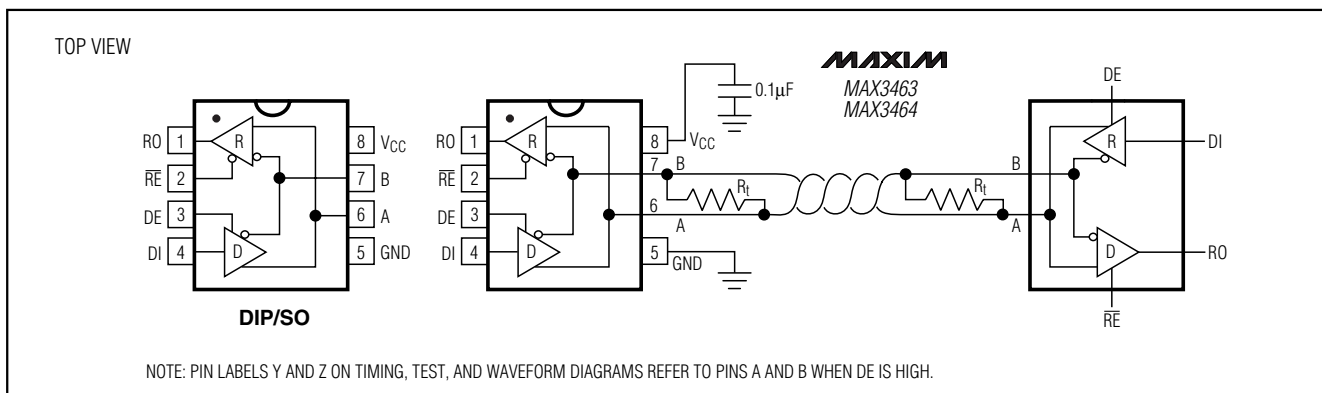 TOP VIEW
MAXIM
MAX3463
MAX3464
0.1µF
RO 1
R
8 VCC
R̅E̅ 2
7 B
DE 3
6 A
DI 4
D
5 GND
DIP/SO
RO 1
R
8 VCC
R̅E̅ 2
7 B
DE 3
6 A
DI 4
D
5 GND
Rt
Rt
B
A
DE
R
DI
D
RO
R̅E̅
NOTE: PIN LABELS Y AND Z ON TIMING, TEST, AND WAVEFORM DIAGRAMS REFER TO PINS A AND B WHEN DE IS HIGH.